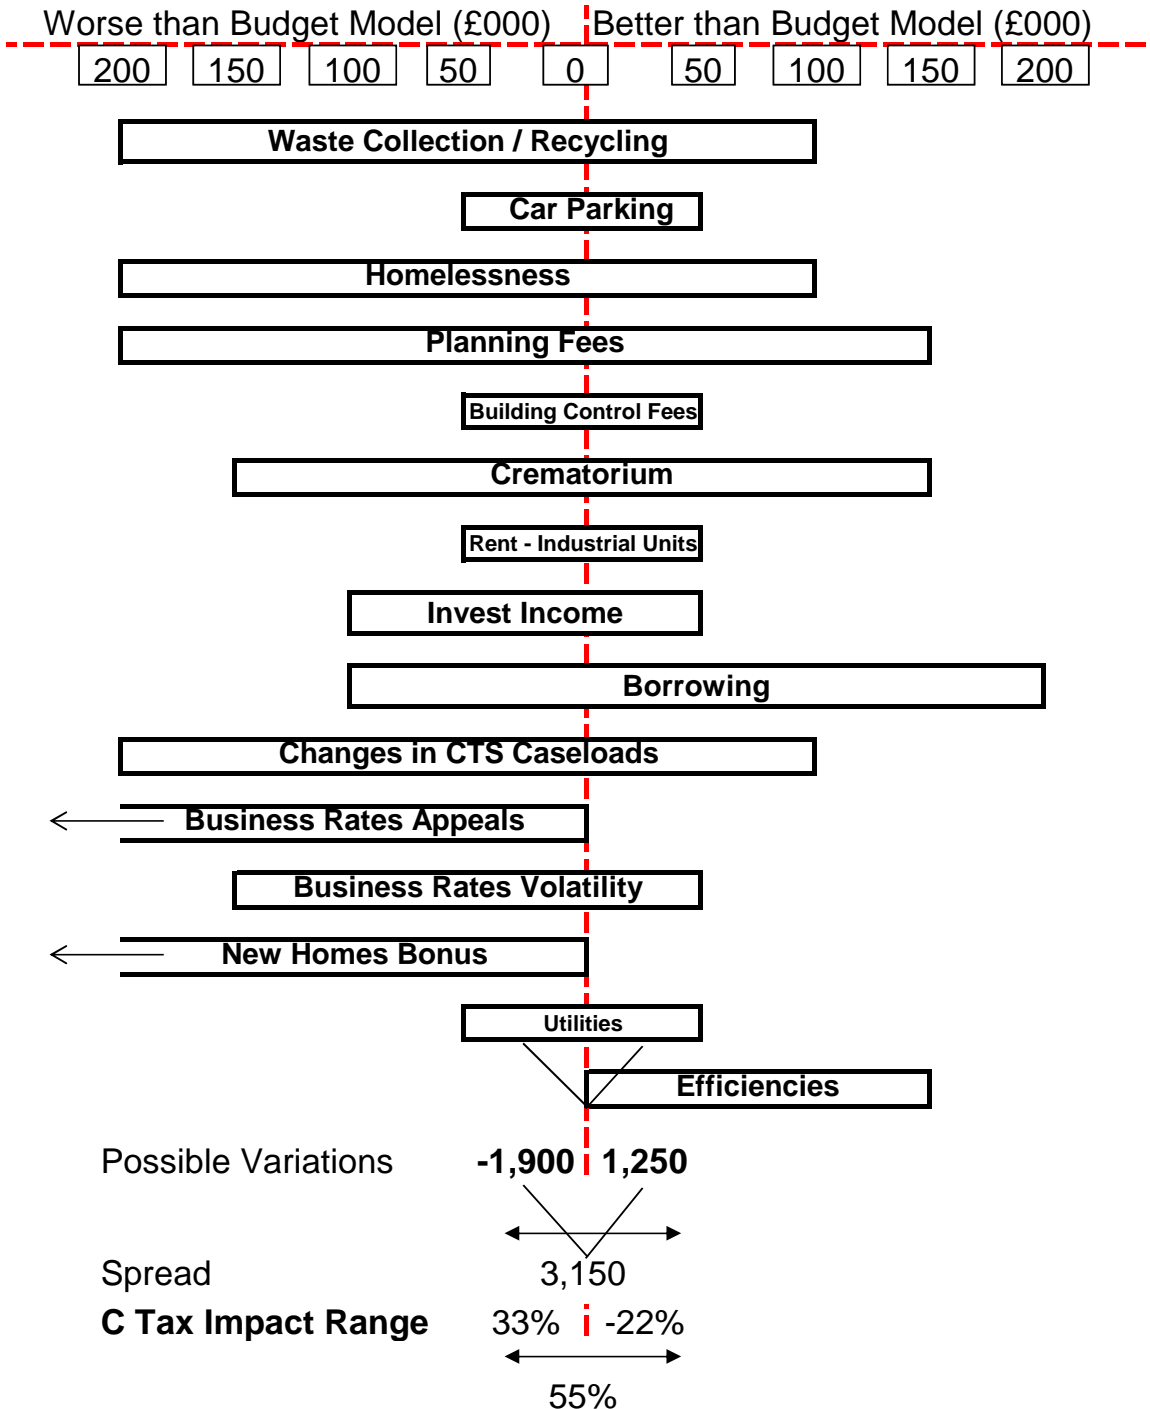 Worse than Budget Model (£000) Better than Budget Model (£000)
200 150 100 50 0 50 100 150 200
Waste Collection / Recycling
Car Parking
Homelessness
Planning Fees
Building Control Fees
Crematorium
Rent - Industrial Units
Invest Income
Borrowing
Changes in CTS Caseloads
Business Rates Appeals
Business Rates Volatility
New Homes Bonus
Utilities
Efficiencies
Possible Variations -1,900 1,250
Spread 3,150
C Tax Impact Range 33% -22%
55%